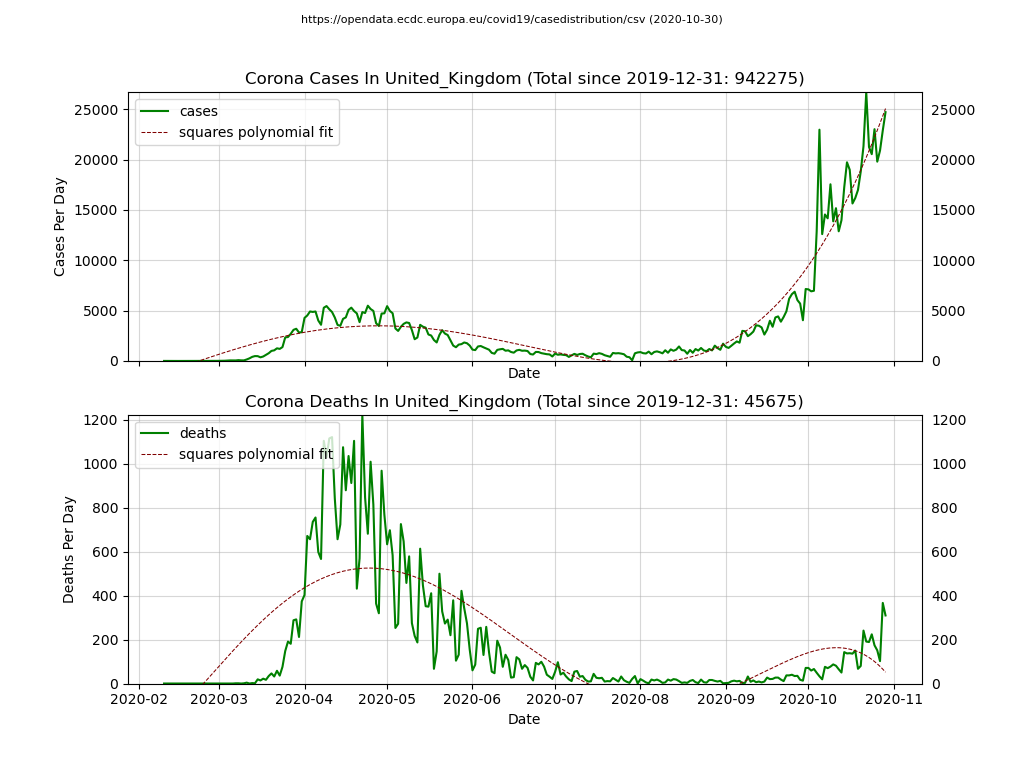 https://opendata.ecdc.europa.eu/covid19/casedistribution/csv (2020-10-30)
Corona Cases In United_Kingdom (Total since 2019-12-31: 942275)
cases
squares polynomial fit
25000
20000
15000
10000
5000
0
Cases Per Day
25000
20000
15000
10000
5000
0
Date
Corona Deaths In United_Kingdom (Total since 2019-12-31: 45675)
deaths
squares polynomial fit
1200
1000
800
600
400
200
0
Deaths Per Day
1200
1000
800
600
400
200
0
2020-02 2020-03 2020-04 2020-05 2020-06 2020-07 2020-08 2020-09 2020-10 2020-11
Date